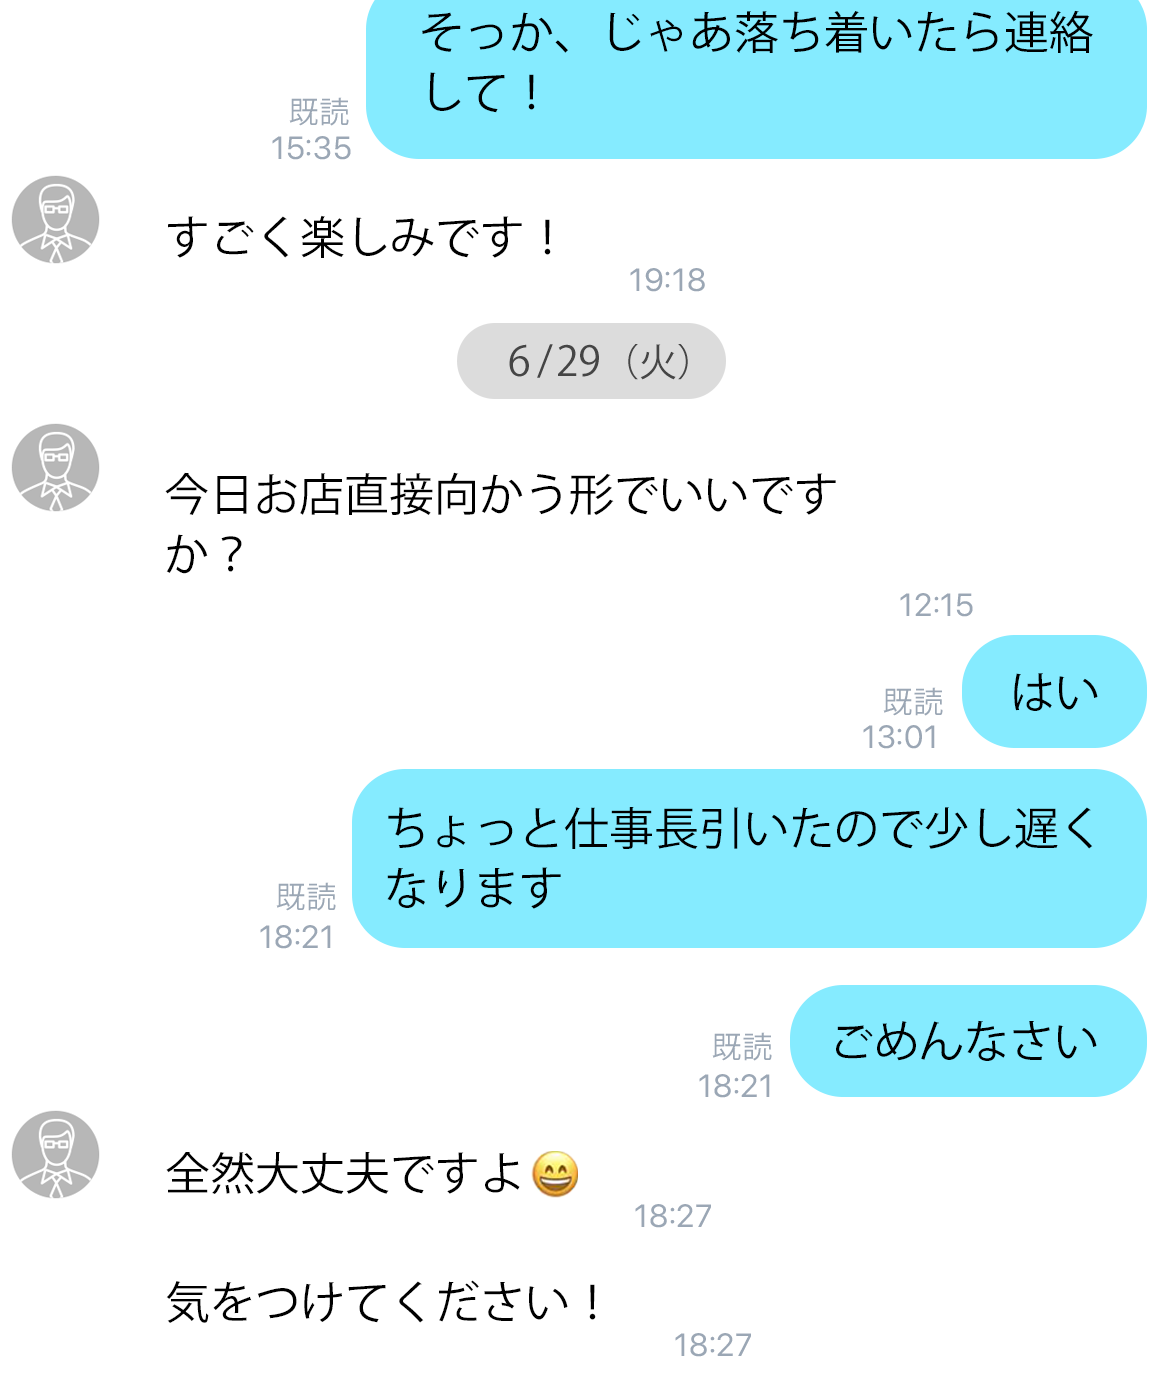 そっか、じゃあ落ち着いたら連絡
して！
既読
15:35
すごく楽しみです！
19:18
6/29（火）
今日お店直接向かう形でいいです
か？
12:15
はい
既読
13:01
ちょっと仕事長引いたので少し遅く
なります
既読
18:21
ごめんなさい
既読
18:21
全然大丈夫ですよ😄
18:27
気をつけてください！
18:27